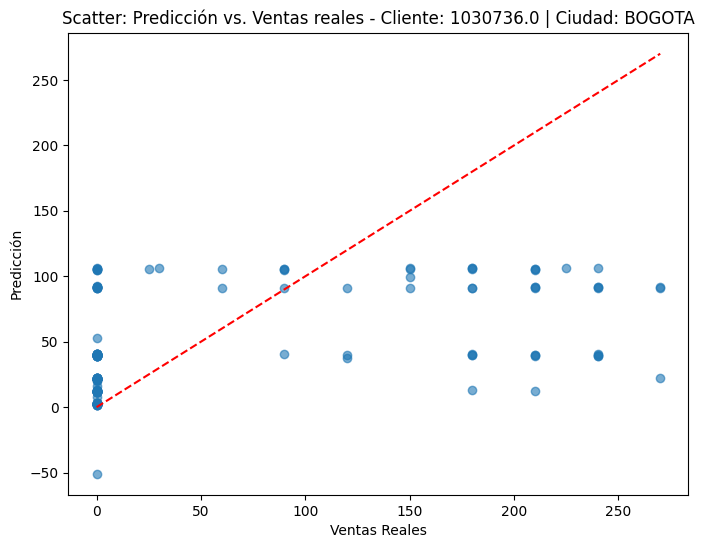 Scatter: Predicción vs. Ventas reales - Cliente: 1030736.0 | Ciudad: BOGOTA
250
200
150
100
50
0
−50
Predicción
0 50 100 150 200 250
Ventas Reales